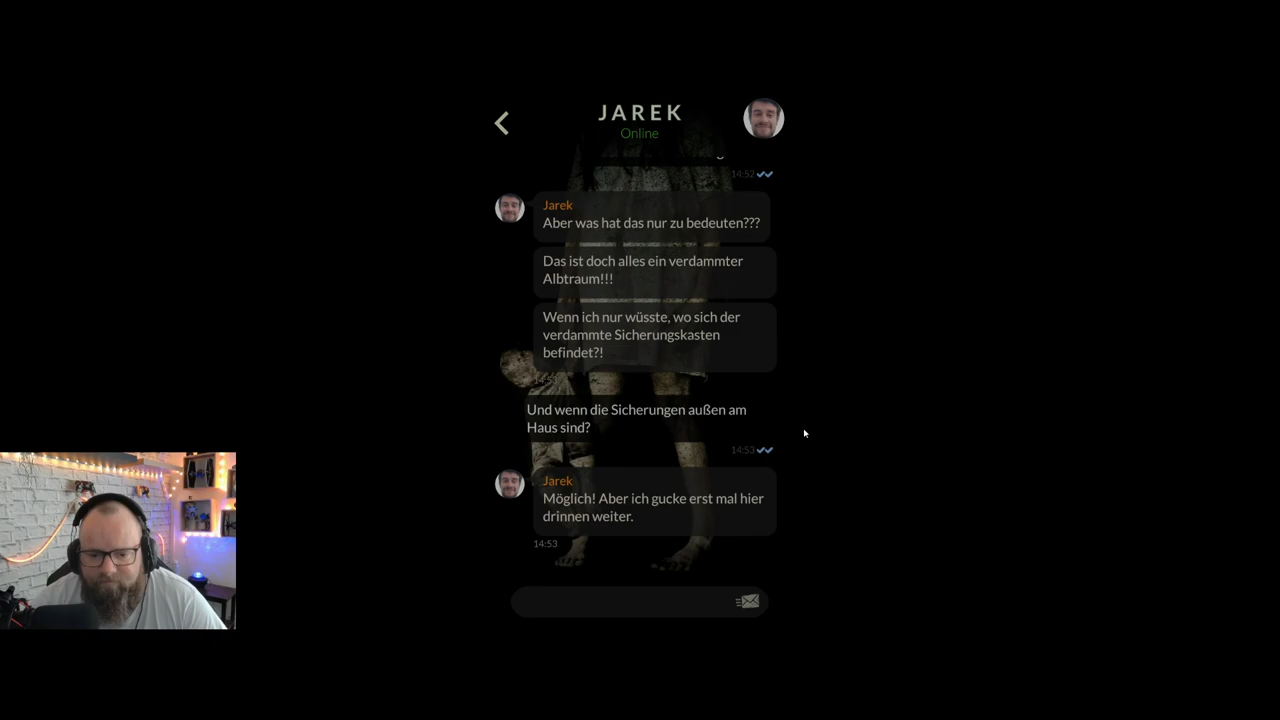 JAREK
Online
14:52
Jarek
Aber was hat das nur zu bedeuten???
Das ist doch alles ein verdammter
Albtraum!!!
Wenn ich nur wüsste, wo sich der
verdammte Sicherungskasten
befindet?!
14:53
Und wenn die Sicherungen außen am
Haus sind?
14:53
Jarek
Möglich! Aber ich gucke erst mal hier
drinnen weiter.
14:53